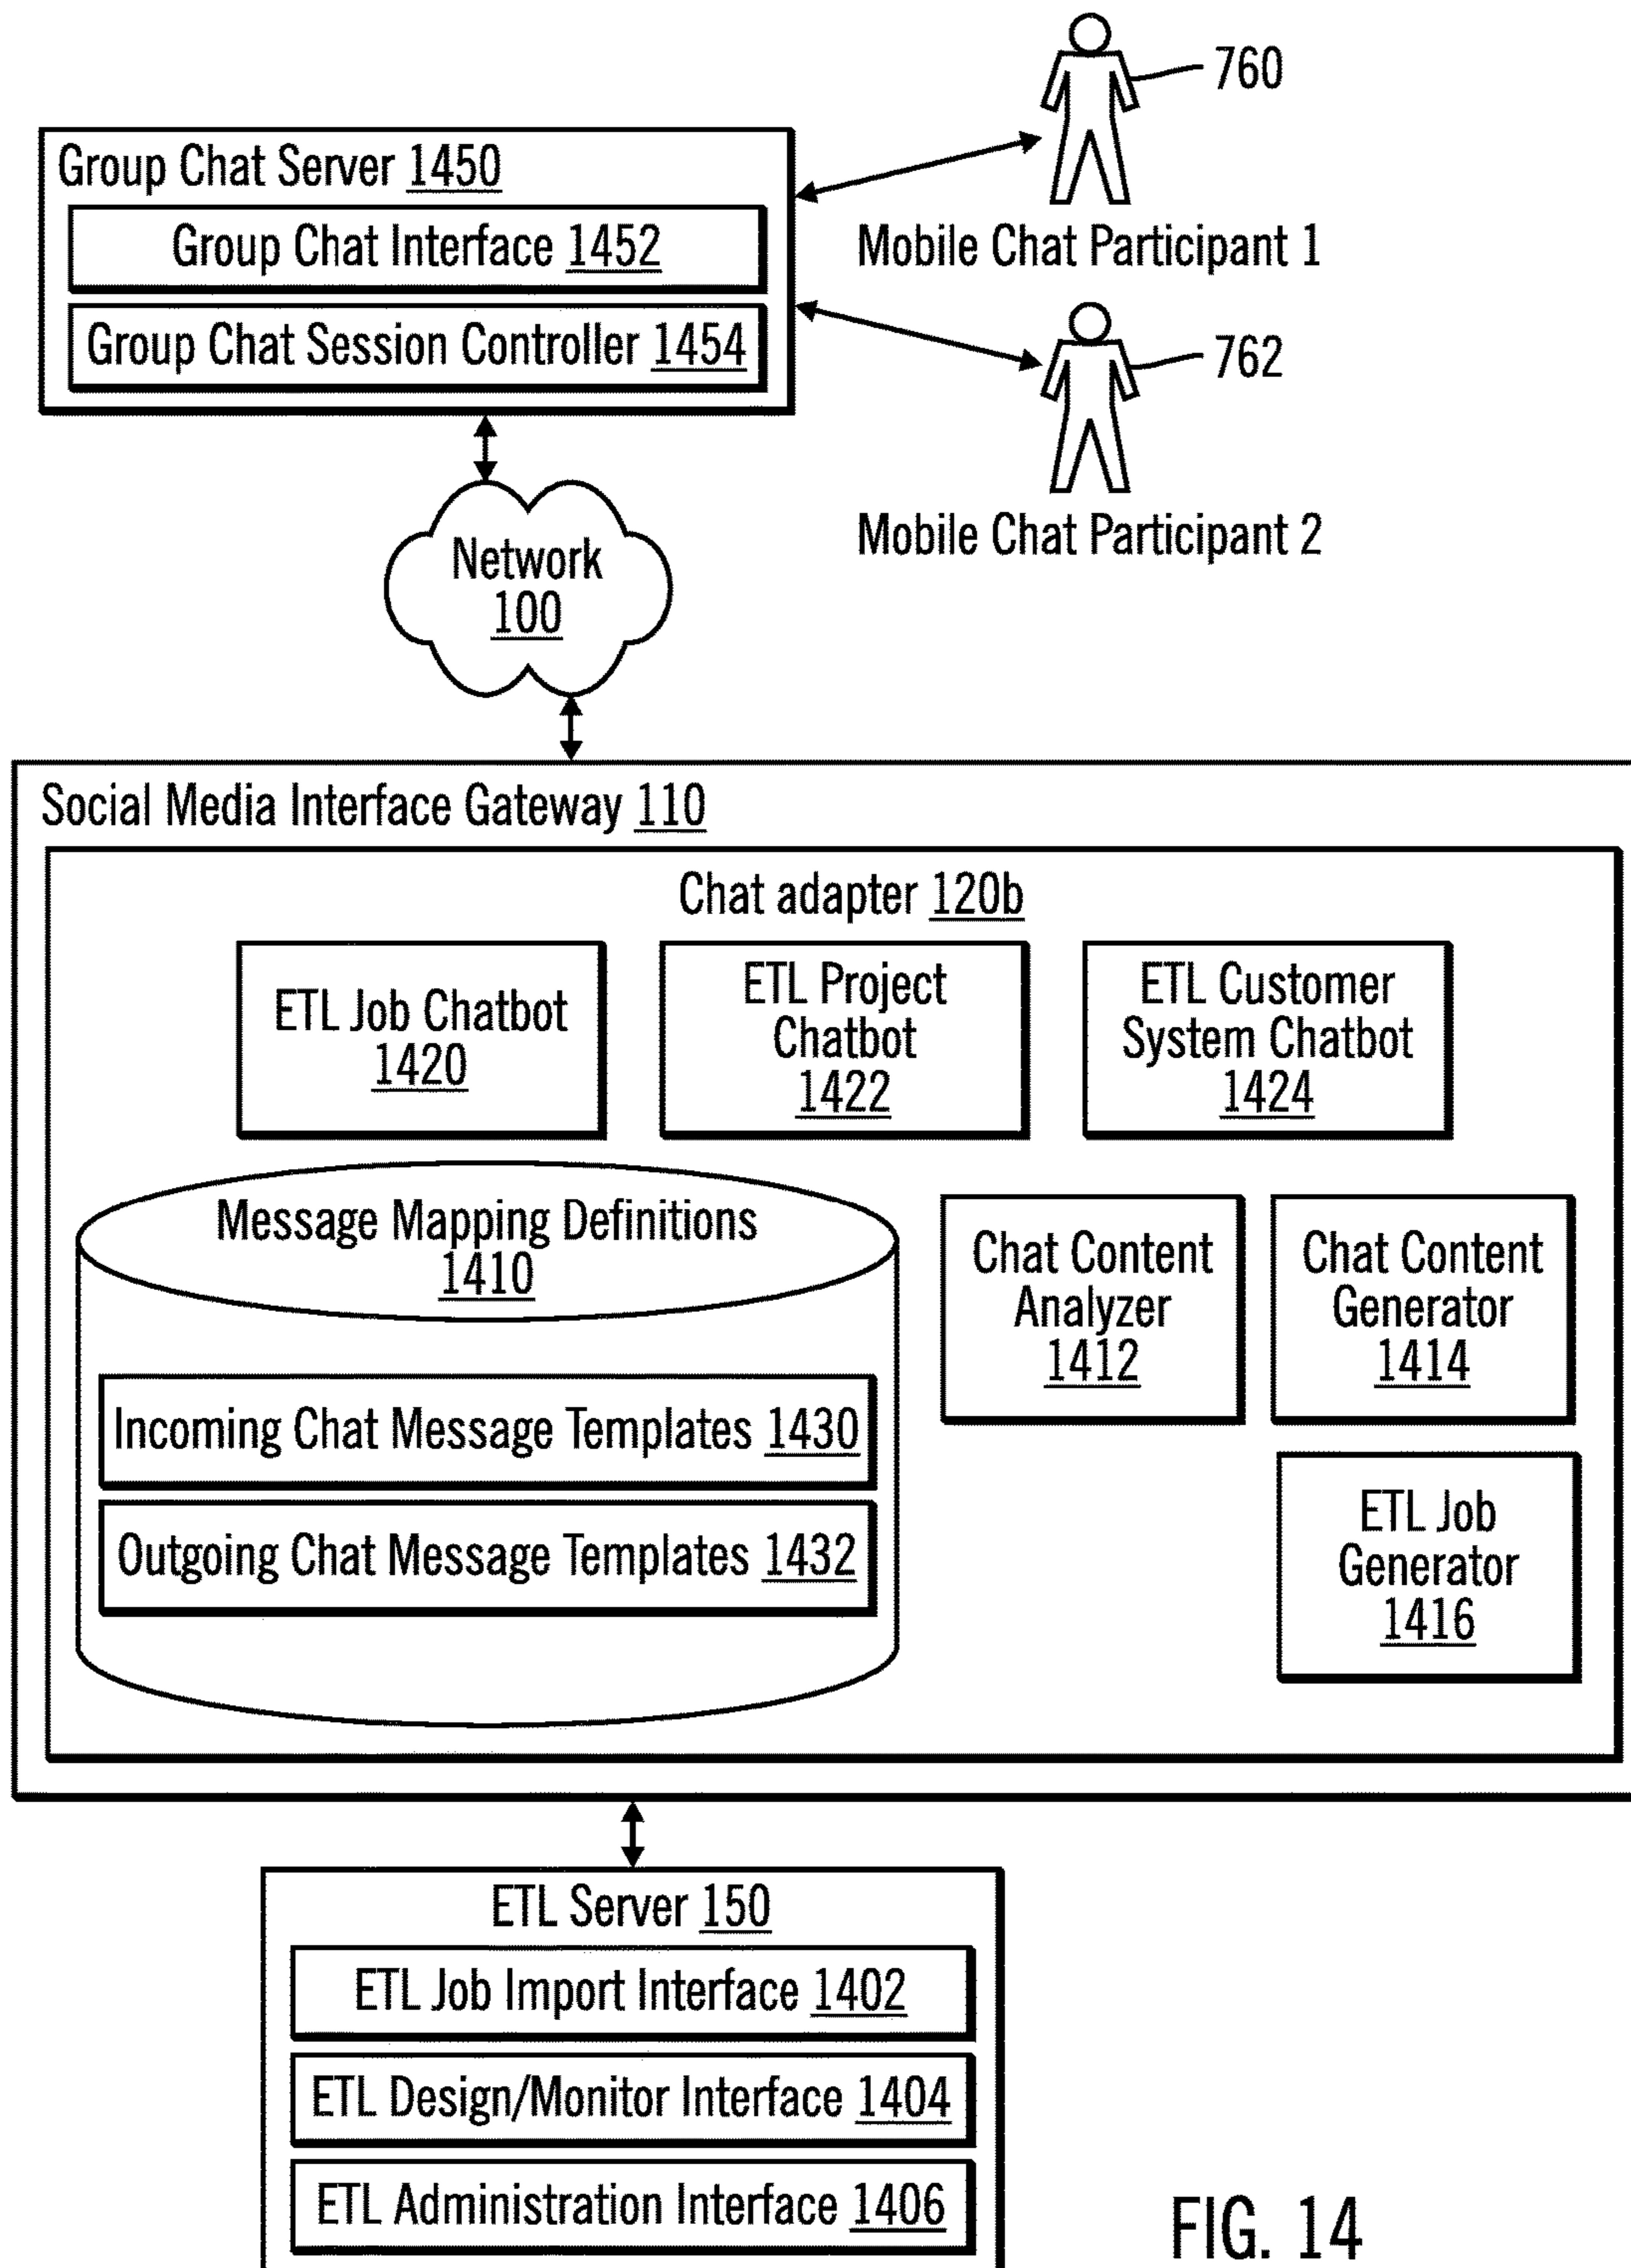 760
Group Chat Server 1450
Group Chat Interface 1452
Group Chat Session Controller 1454
Mobile Chat Participant 1
762
Mobile Chat Participant 2
Network
100
Social Media Interface Gateway 110
Chat adapter 120b
ETL Job Chatbot
1420
ETL Project
Chatbot
1422
ETL Customer
System Chatbot
1424
Message Mapping Definitions
1410
Incoming Chat Message Templates 1430
Outgoing Chat Message Templates 1432
Chat Content
Analyzer
1412
Chat Content
Generator
1414
ETL Job
Generator
1416
ETL Server 150
ETL Job Import Interface 1402
ETL Design/Monitor Interface 1404
ETL Administration Interface 1406
FIG. 14